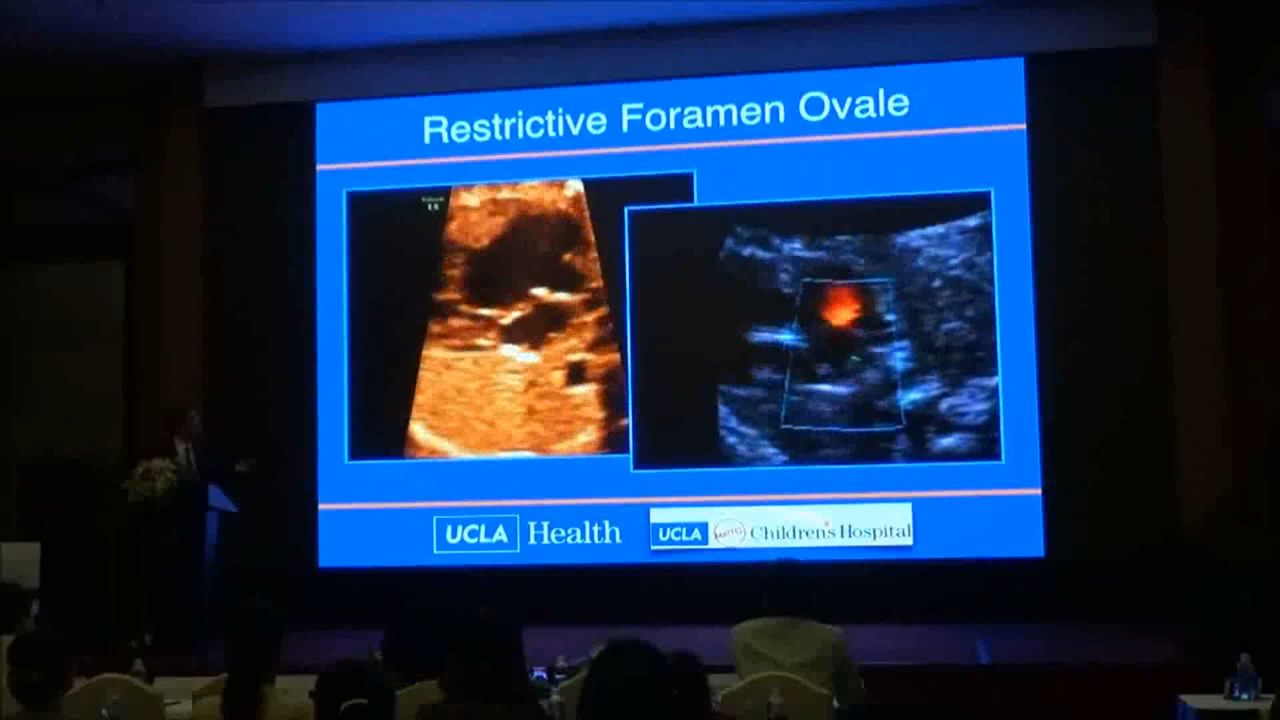 Restrictive Foramen Ovale
UCLA Health
UCLA Children's Hospital